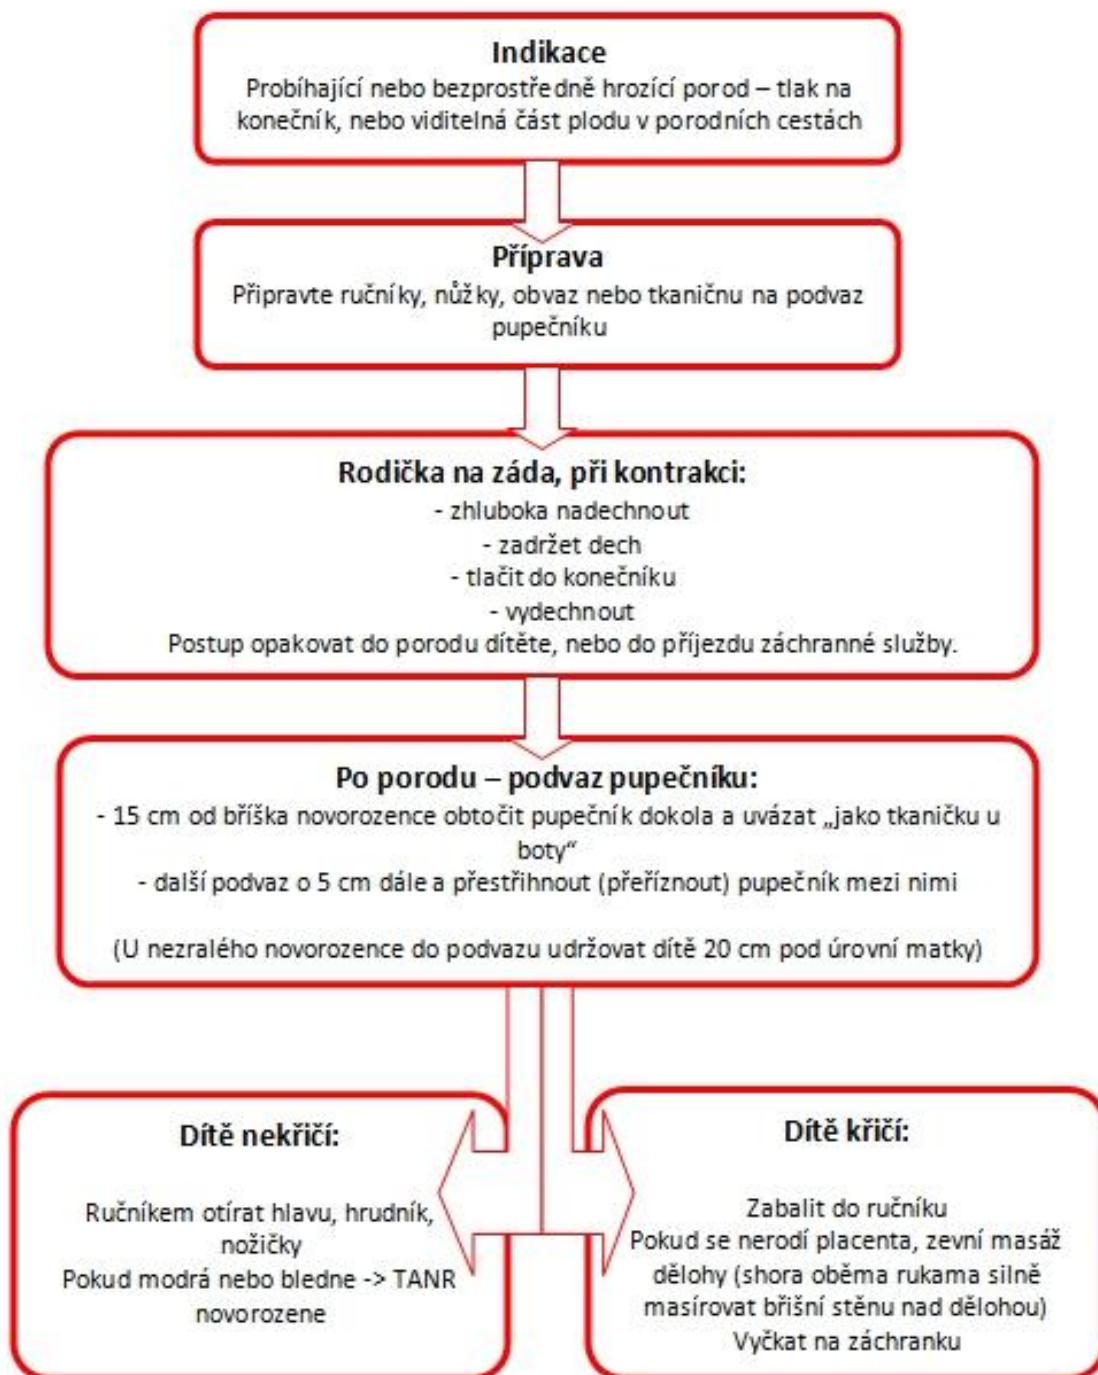 Indikace
Probíhající nebo bezprostředně hrozící porod – tlak na
konečník, nebo viditelná část plodu v porodních cestách
Příprava
Připravte ručníky, nůžky, obvaz nebo tkaničnu na podvaz
pupečníku
Rodička na záda, při kontrakci:
- zhluboka nadechnout
- zadržet dech
- tlačit do konečníku
- vydechnout
Postup opakovat do porodu dítěte, nebo do příjezdu záchranné služby.
Po porodu – podvaz pupečníku:
- 15 cm od bříška novorozence obtočit pupečník dokola a uvázat „jako tkaničku u
boty“
- další podvaz o 5 cm dále a přestřihnout (přeříznout) pupečník mezi nimi
(U nezralého novorozence do podvazu udržovat dítě 20 cm pod úrovní matky)
Dítě nekřičí:
Ručníkem otírat hlavu, hrudník,
nožičky
Pokud modrá nebo bledne -> TANR
novorozene
Dítě křičí:
Zabalit do ručníku
Pokud se nerodí placenta, zevní masáž
dělohy (shora oběma rukama silně
masírovat břišní stěnu nad dělohou)
Vyčkat na záchranku